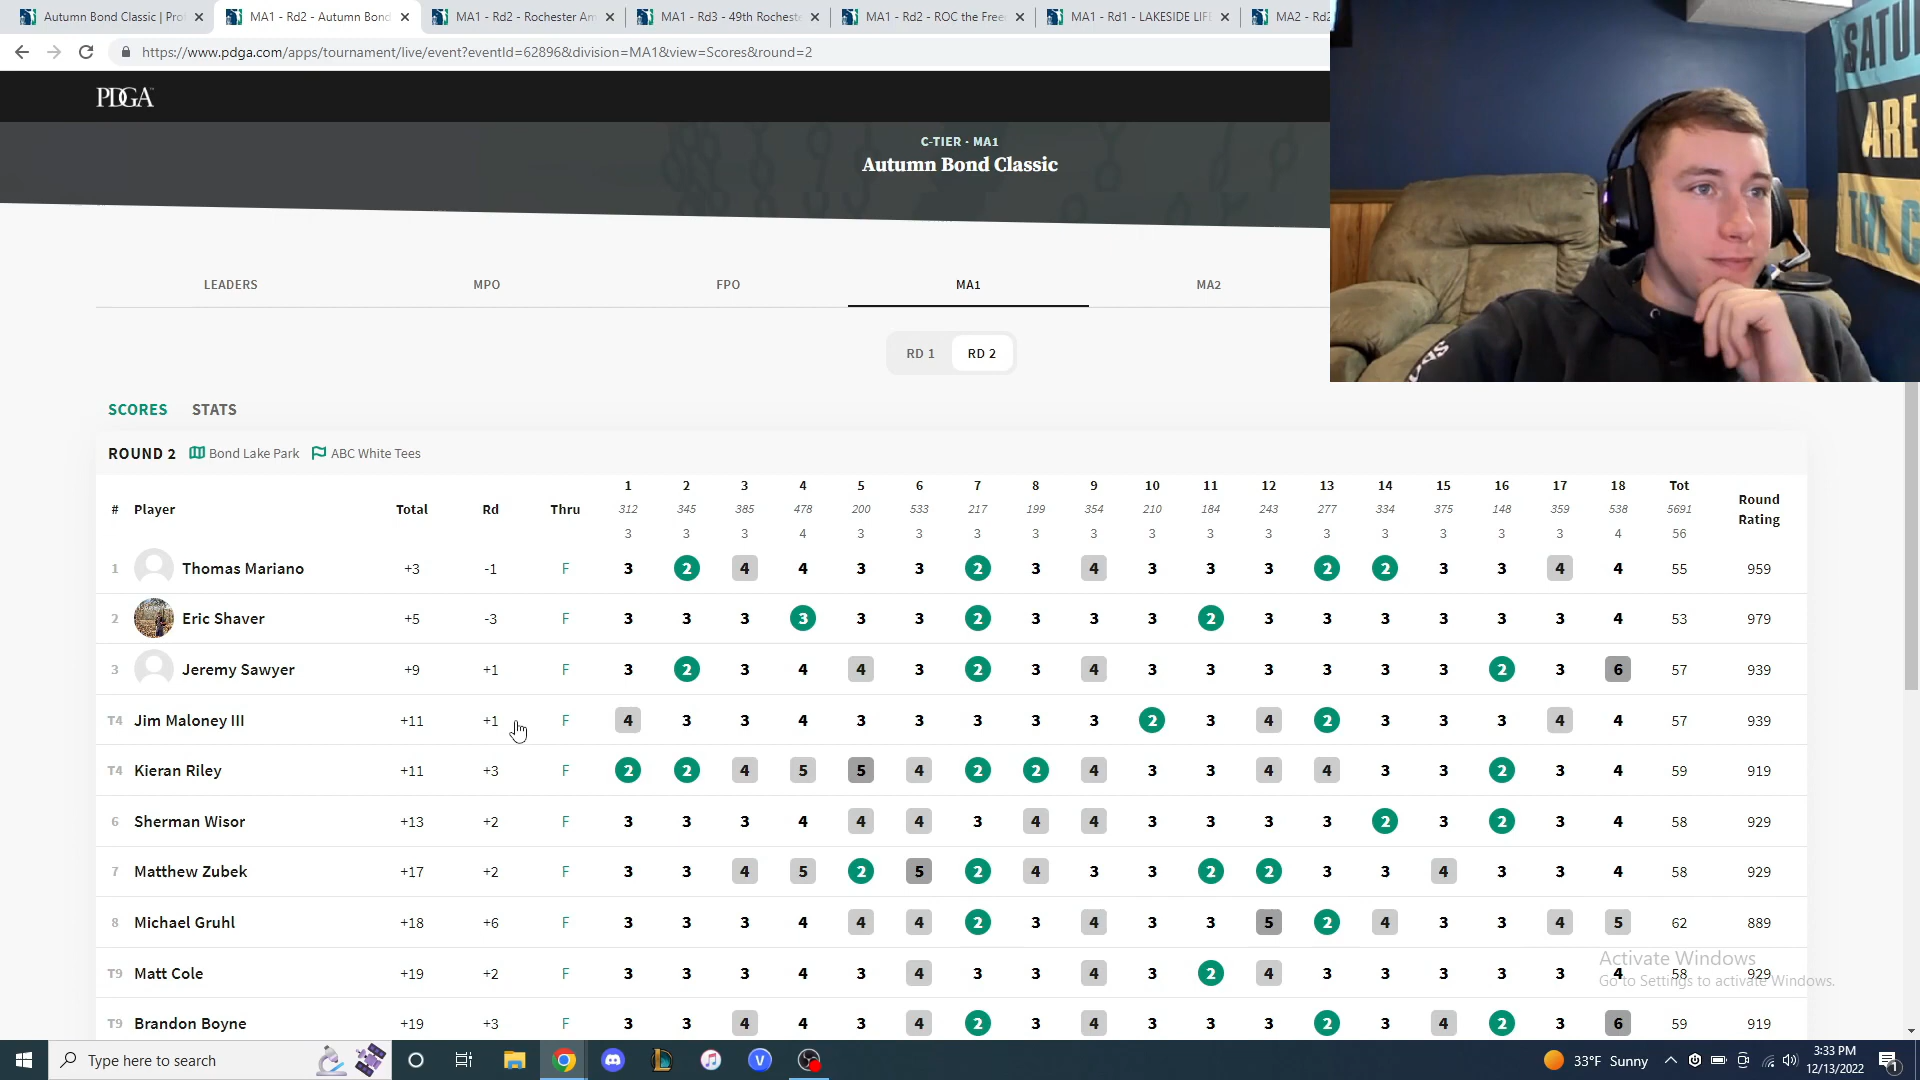 Autumn Bond Classic | Pro
MA1 - Rd2 - Autumn Bond
MA1 - Rd2 - Rochester Am
MA1 - Rd3 - 49th Rocheste
MA1 - Rd2 - ROC the Free
MA1 - Rd1 - LAKESIDE LIF
MA2 - Rd2
https://www.pdga.com/apps/tournament/live/event?eventId=62896&division=MA1&view=Scores&round=2
PDGA
C-TIER · MA1
Autumn Bond Classic
LEADERS MPO FPO MA1 MA2
RD 1 RD 2
SCORES STATS
ROUND 2 Bond Lake Park ABC White Tees
1 2 3 4 5 6 7 8 9 10 11 12 13 14 15 16 17 18 Tot
# Player Total Rd Thru 312 345 385 478 200 533 217 199 354 210 184 243 277 334 375 148 359 538 5691 Round Rating
3 3 3 4 3 3 3 3 3 3 3 3 3 3 3 3 3 4 56
1 Thomas Mariano +3 -1 F 3 2 4 4 3 3 2 3 4 3 3 3 2 2 3 3 4 4 55 959
2 Eric Shaver +5 -3 F 3 3 3 3 3 3 2 3 3 3 2 3 3 3 3 3 3 4 53 979
3 Jeremy Sawyer +9 +1 F 3 2 3 4 4 3 2 3 4 3 3 3 3 3 3 2 3 6 57 939
T4 Jim Maloney III +11 +1 F 4 3 3 4 3 3 3 3 3 2 3 4 2 3 3 3 4 4 57 939
T4 Kieran Riley +11 +3 F 2 2 4 5 5 4 2 2 4 3 3 4 4 3 3 2 3 4 59 919
6 Sherman Wisor +13 +2 F 3 3 3 4 4 4 3 4 4 3 3 3 3 2 3 2 3 4 58 929
7 Matthew Zubek +17 +2 F 3 3 4 5 2 5 2 4 3 3 2 2 3 3 4 3 3 4 58 929
8 Michael Gruhl +18 +6 F 3 3 3 4 4 4 2 3 4 3 3 5 2 4 3 3 4 5 62 889
T9 Matt Cole +19 +2 F 3 3 3 4 3 4 3 3 4 3 2 4 3 3 3 3 3 4 58 929
T9 Brandon Boyne +19 +3 F 3 3 4 4 3 4 2 3 4 3 3 3 2 3 4 2 3 6 59 919
Activate Windows
Go to Settings to activate Windows.
SATU
ARE
THE C
Type here to search
33°F Sunny
3:33 PM
12/13/2022
1